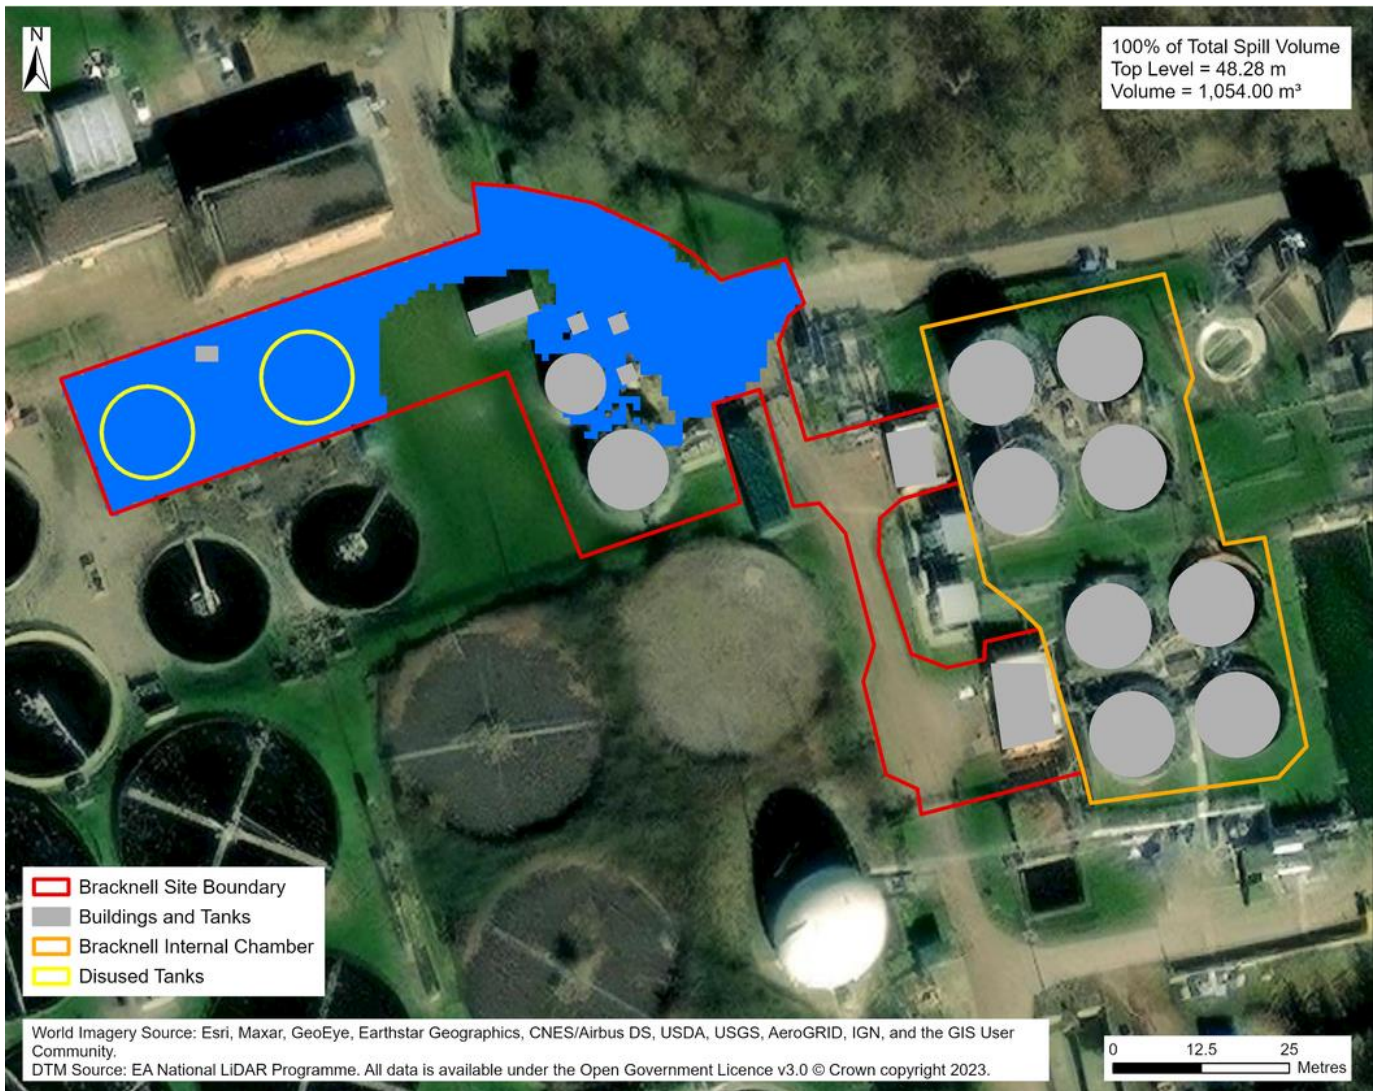 N
100% of Total Spill Volume
Top Level = 48.28 m
Volume = 1,054.00 m³
Bracknell Site Boundary
Buildings and Tanks
Bracknell Internal Chamber
Disused Tanks
World Imagery Source: Esri, Maxar, GeoEye, Earthstar Geographics, CNES/Airbus DS, USDA, USGS, AeroGRID, IGN, and the GIS User
Community.
DTM Source: EA National LiDAR Programme. All data is available under the Open Government Licence v3.0 © Crown copyright 2023.
0 12.5 25
Metres